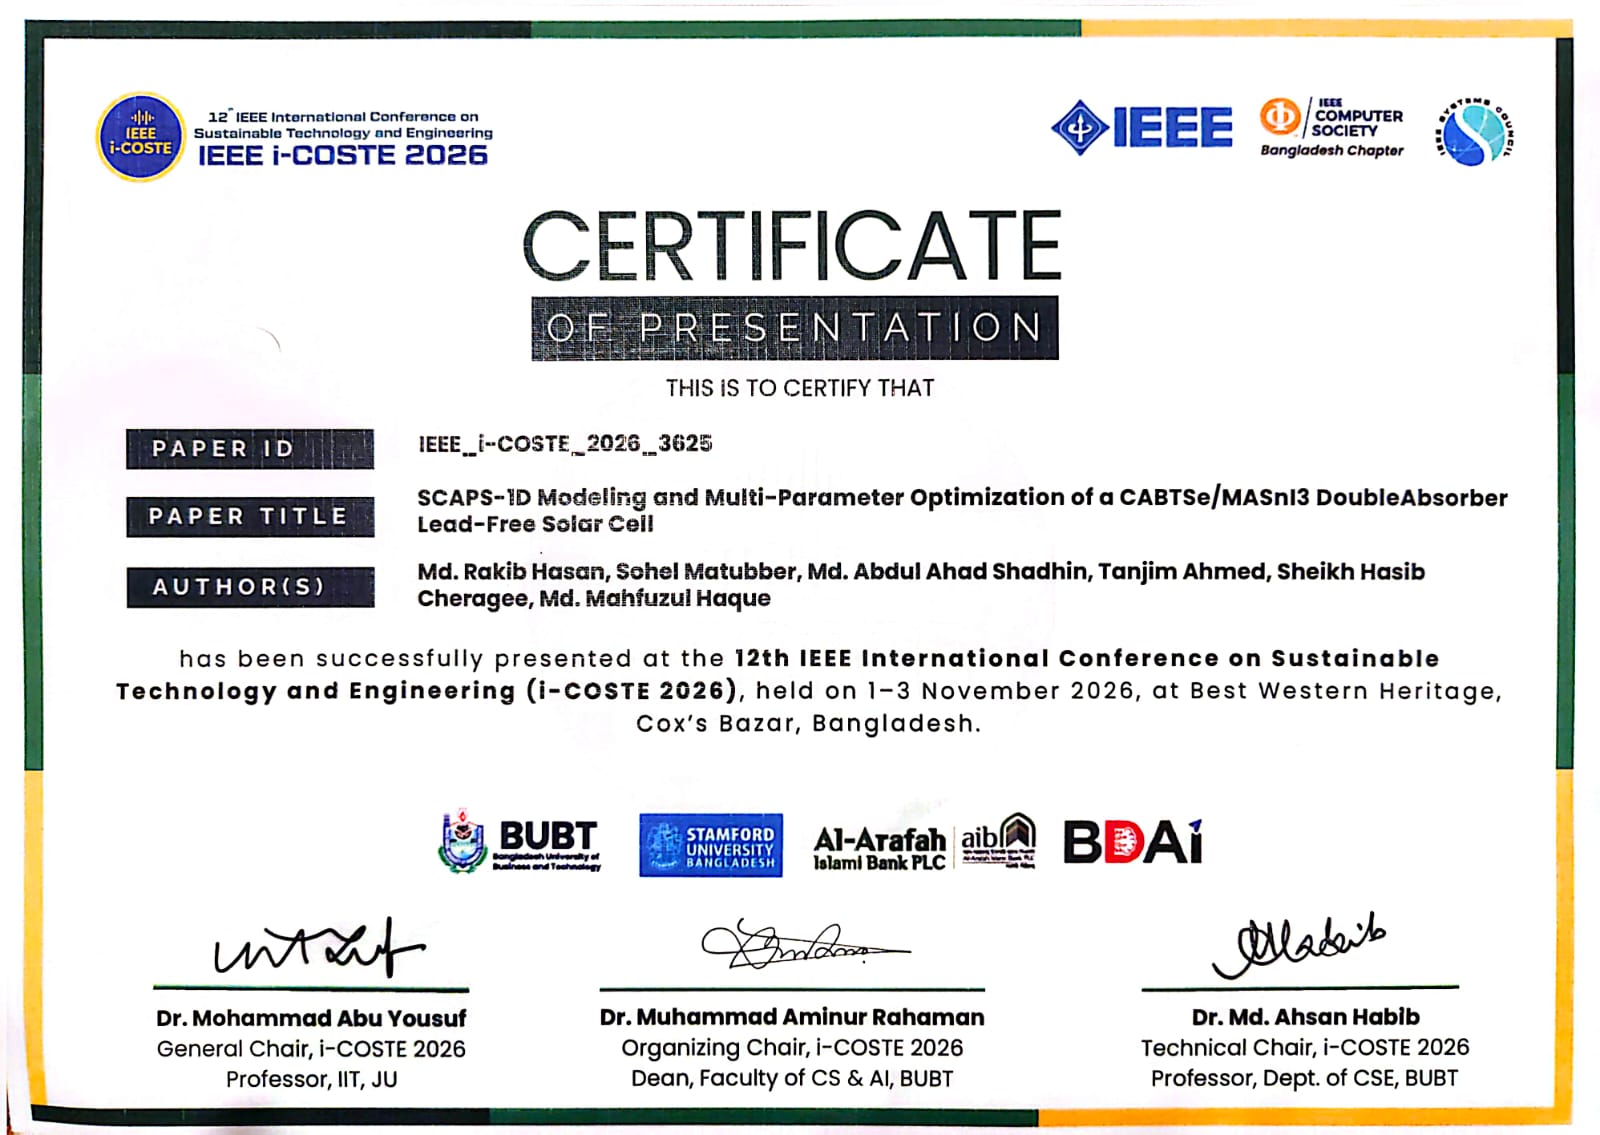 IEEE
i-COSTE
12th IEEE International Conference on
Sustainable Technology and Engineering
IEEE i-COSTE 2026
IEEE
IEEE
COMPUTER
SOCIETY
Bangladesh Chapter
IEEE SYSTEMS COUNCIL
CERTIFICATE
OF PRESENTATION
THIS IS TO CERTIFY THAT
PAPER ID
IEEE_i-COSTE_2026_3625
PAPER TITLE
SCAPS-1D Modeling and Multi-Parameter Optimization of a CABTSe/MASnI3 DoubleAbsorber
Lead-Free Solar Cell
AUTHOR(S)
Md. Rakib Hasan, Sohel Matubber, Md. Abdul Ahad Shadhin, Tanjim Ahmed, Sheikh Hasib
Cheragee, Md. Mahfuzul Haque
has been successfully presented at the 12th IEEE International Conference on Sustainable
Technology and Engineering (i-COSTE 2026), held on 1–3 November 2026, at Best Western Heritage,
Cox's Bazar, Bangladesh.
BUBT
Bangladesh University of
Business and Technology
STAMFORD
UNIVERSITY
BANGLADESH
Al-Arafah
Islami Bank PLC
aib
BDAi
Dr. Mohammad Abu Yousuf
General Chair, i-COSTE 2026
Professor, IIT, JU
Dr. Muhammad Aminur Rahaman
Organizing Chair, i-COSTE 2026
Dean, Faculty of CS & AI, BUBT
Dr. Md. Ahsan Habib
Technical Chair, i-COSTE 2026
Professor, Dept. of CSE, BUBT